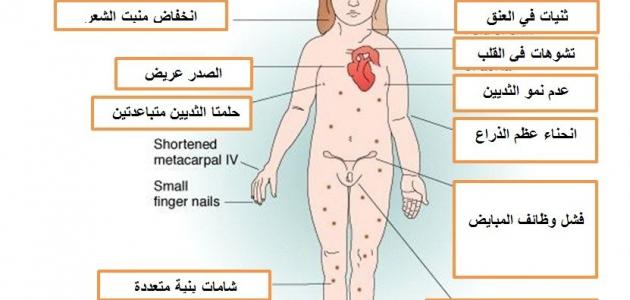 انخفاض منبت الشعر
ثنيات في العنق
تشوهات في القلب
الصدر عريض
عدم نمو الثديين
حلمتا الثديين متباعدتين
انحناء عظم الذراع
Shortened
metacarpal IV
Small
finger nails
فشل وظائف المبايض
شامات بنية متعددة